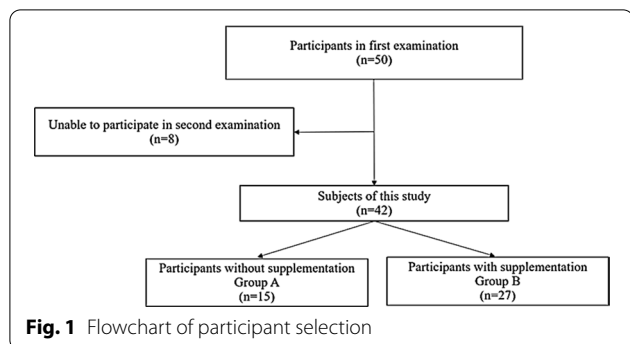 Participants in first examination
(n=50)
Unable to participate in second examination
(n=8)
Subjects of this study
(n=42)
Participants without supplementation
Group A
(n=15)
Participants with supplementation
Group B
(n=27)
Fig. 1 Flowchart of participant selection